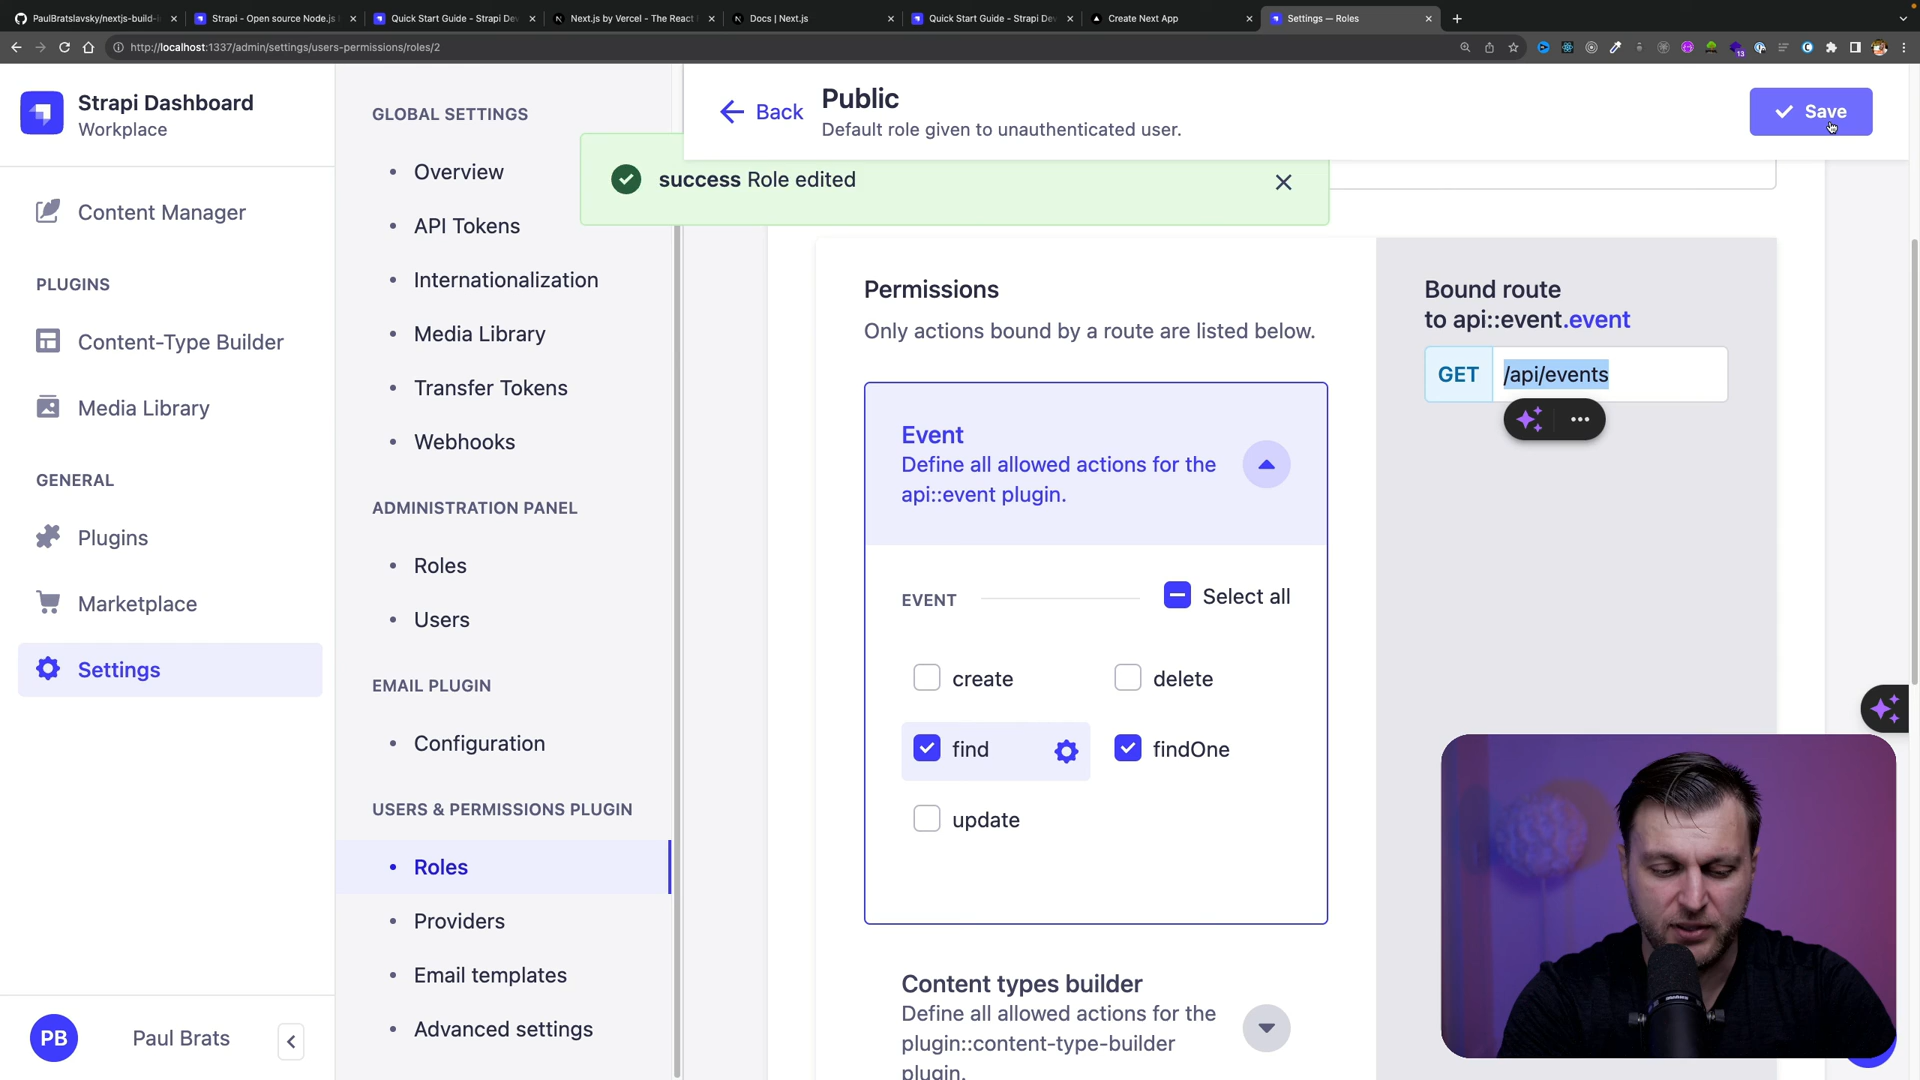 PaulBratslavsky/nextjs-build-i
Strapi - Open source Node.js
Quick Start Guide - Strapi Dev
Next.js by Vercel - The React
Docs | Next.js
Quick Start Guide - Strapi Dev
Create Next App
Settings — Roles
http://localhost:1337/admin/settings/users-permissions/roles/2
13
Strapi Dashboard
Workplace
Content Manager
PLUGINS
Content-Type Builder
Media Library
GENERAL
Plugins
Marketplace
Settings
PB
Paul Brats
GLOBAL SETTINGS
Overview
API Tokens
Internationalization
Media Library
Transfer Tokens
Webhooks
ADMINISTRATION PANEL
Roles
Users
EMAIL PLUGIN
Configuration
USERS & PERMISSIONS PLUGIN
Roles
Providers
Email templates
Advanced settings
Back
Public
Default role given to unauthenticated user.
Save
success Role edited
Permissions
Only actions bound by a route are listed below.
Event
Define all allowed actions for the
api::event plugin.
EVENT
Select all
create
delete
find
findOne
update
Content types builder
Define all allowed actions for the
plugin::content-type-builder
plugin.
Bound route
to api::event.event
GET
/api/events